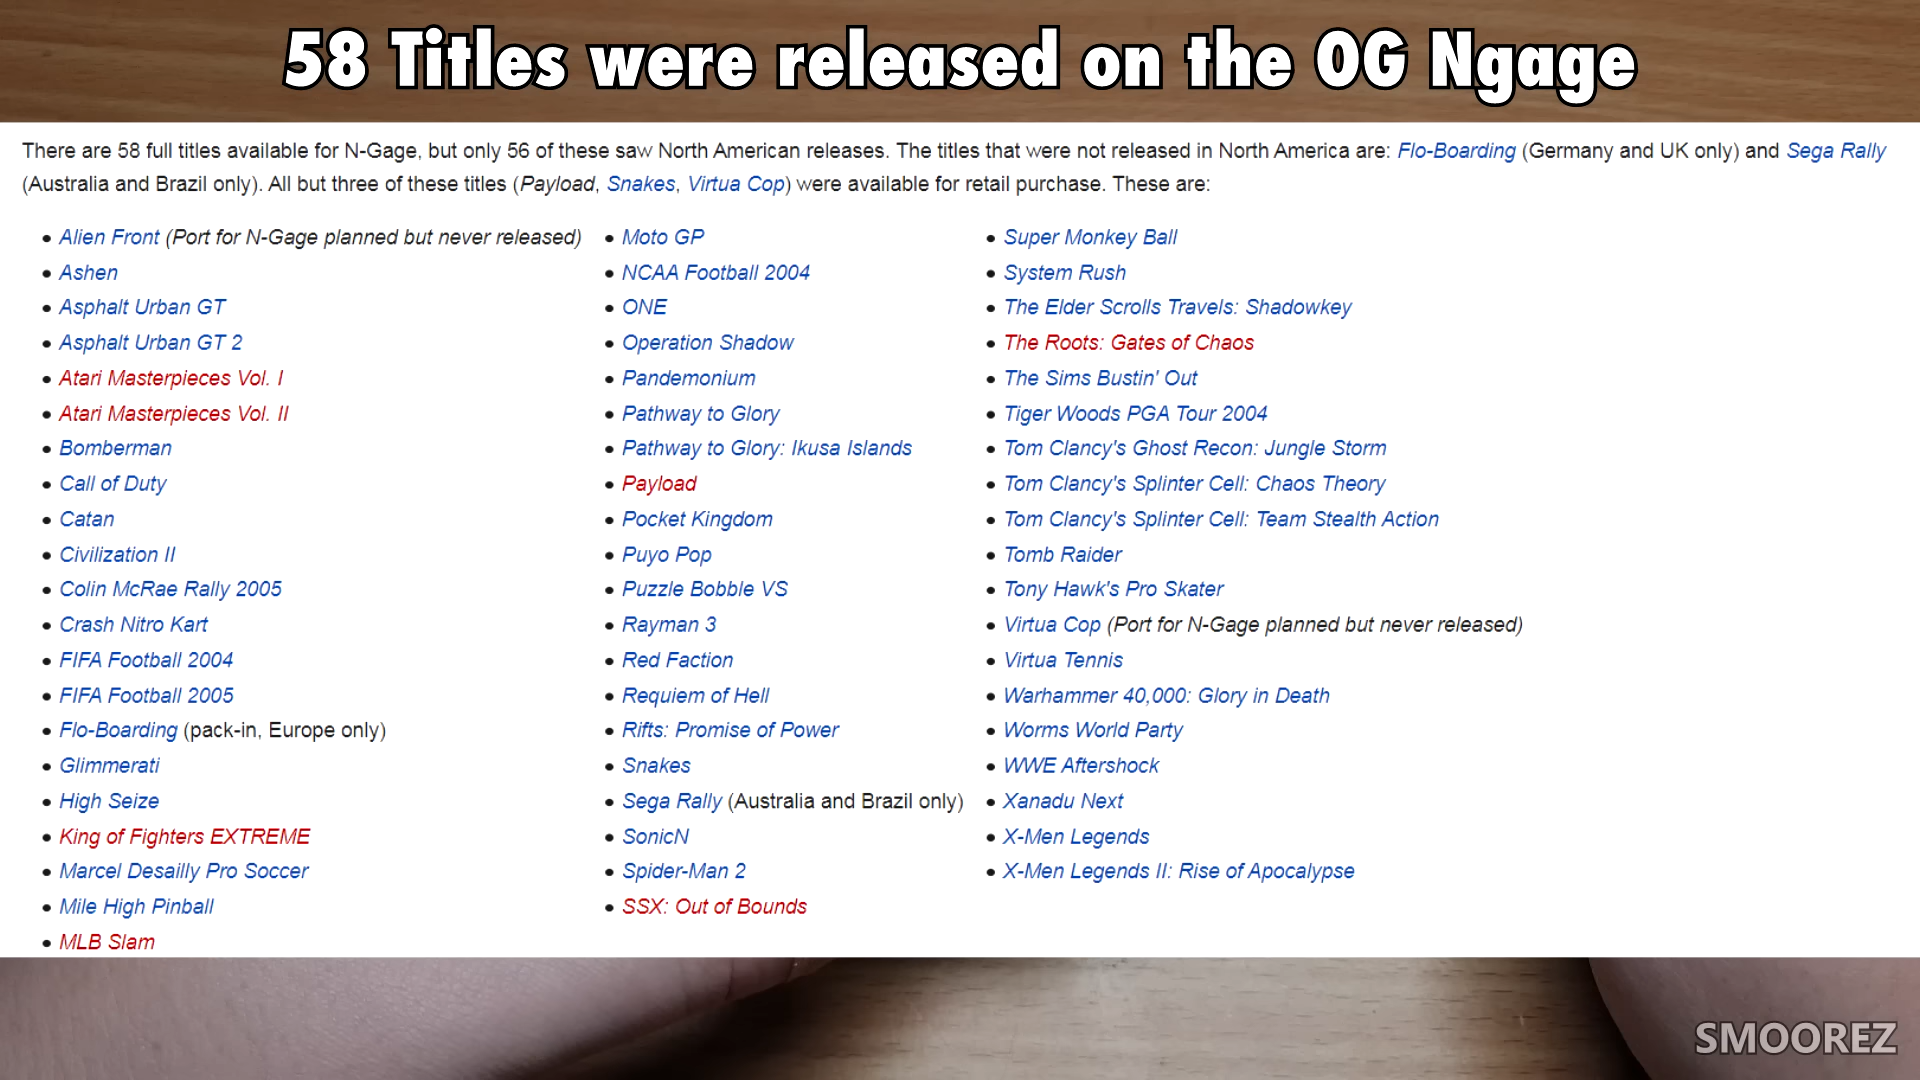 58 Titles were released on the OG Ngage
There are 58 full titles available for N-Gage, but only 56 of these saw North American releases. The titles that were not released in North America are: Flo-Boarding (Germany and UK only) and Sega Rally
(Australia and Brazil only). All but three of these titles (Payload, Snakes, Virtua Cop) were available for retail purchase. These are:
• Alien Front (Port for N-Gage planned but never released)
• Ashen
• Asphalt Urban GT
• Asphalt Urban GT 2
• Atari Masterpieces Vol. I
• Atari Masterpieces Vol. II
• Bomberman
• Call of Duty
• Catan
• Civilization II
• Colin McRae Rally 2005
• Crash Nitro Kart
• FIFA Football 2004
• FIFA Football 2005
• Flo-Boarding (pack-in, Europe only)
• Glimmerati
• High Seize
• King of Fighters EXTREME
• Marcel Desailly Pro Soccer
• Mile High Pinball
• MLB Slam
• Moto GP
• NCAA Football 2004
• ONE
• Operation Shadow
• Pandemonium
• Pathway to Glory
• Pathway to Glory: Ikusa Islands
• Payload
• Pocket Kingdom
• Puyo Pop
• Puzzle Bobble VS
• Rayman 3
• Red Faction
• Requiem of Hell
• Rifts: Promise of Power
• Snakes
• Sega Rally (Australia and Brazil only)
• SonicN
• Spider-Man 2
• SSX: Out of Bounds
• Super Monkey Ball
• System Rush
• The Elder Scrolls Travels: Shadowkey
• The Roots: Gates of Chaos
• The Sims Bustin' Out
• Tiger Woods PGA Tour 2004
• Tom Clancy's Ghost Recon: Jungle Storm
• Tom Clancy's Splinter Cell: Chaos Theory
• Tom Clancy's Splinter Cell: Team Stealth Action
• Tomb Raider
• Tony Hawk's Pro Skater
• Virtua Cop (Port for N-Gage planned but never released)
• Virtua Tennis
• Warhammer 40,000: Glory in Death
• Worms World Party
• WWE Aftershock
• Xanadu Next
• X-Men Legends
• X-Men Legends II: Rise of Apocalypse
SMOOREZ